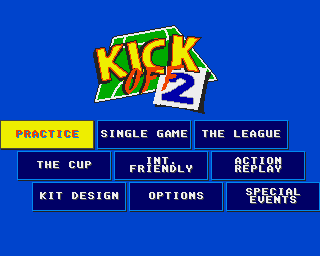 KICK
OFF
2
PRACTICE
SINGLE GAME
THE LEAGUE
THE CUP
INT.
FRIENDLY
ACTION
REPLAY
KIT DESIGN
OPTIONS
SPECIAL
EVENTS